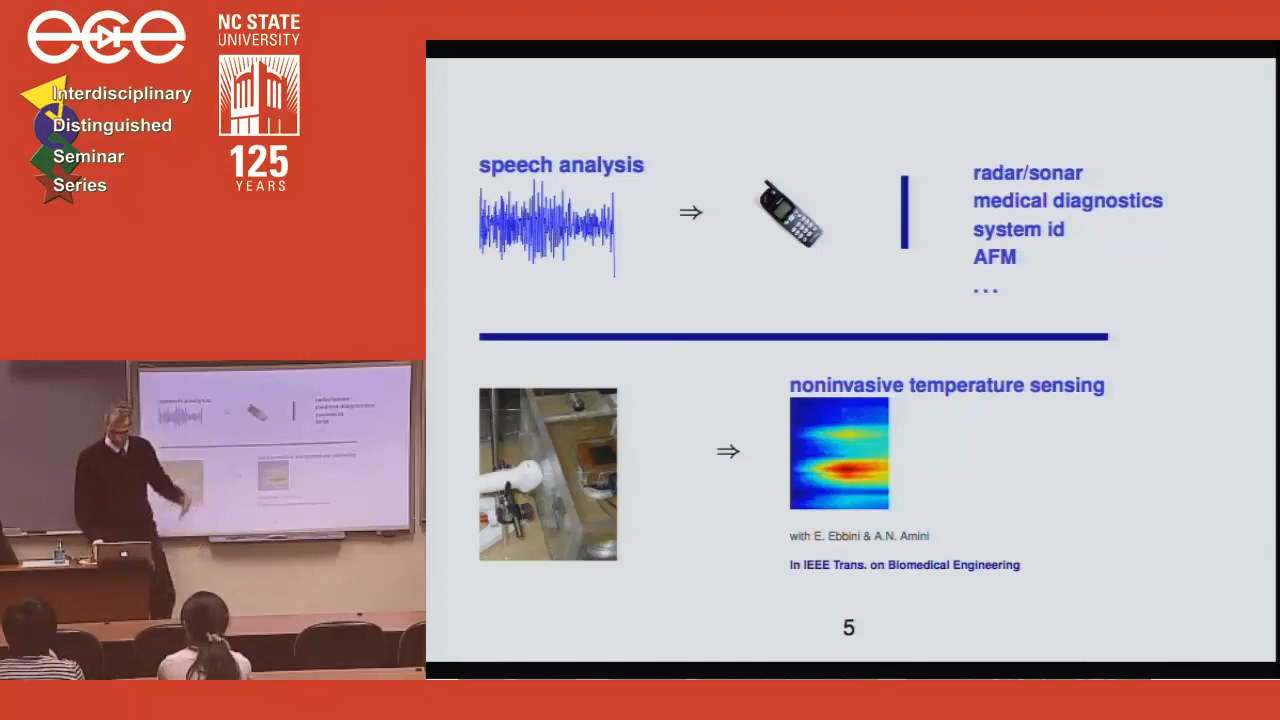 ece
NC STATE
UNIVERSITY
Interdisciplinary
Distinguished
Seminar
Series
125
YEARS
speech analysis
⇒
radar/sonar
medical diagnostics
system id
AFM
...
noninvasive temperature sensing
⇒
with E. Ebbini & A.N. Amini
In IEEE Trans. on Biomedical Engineering
5